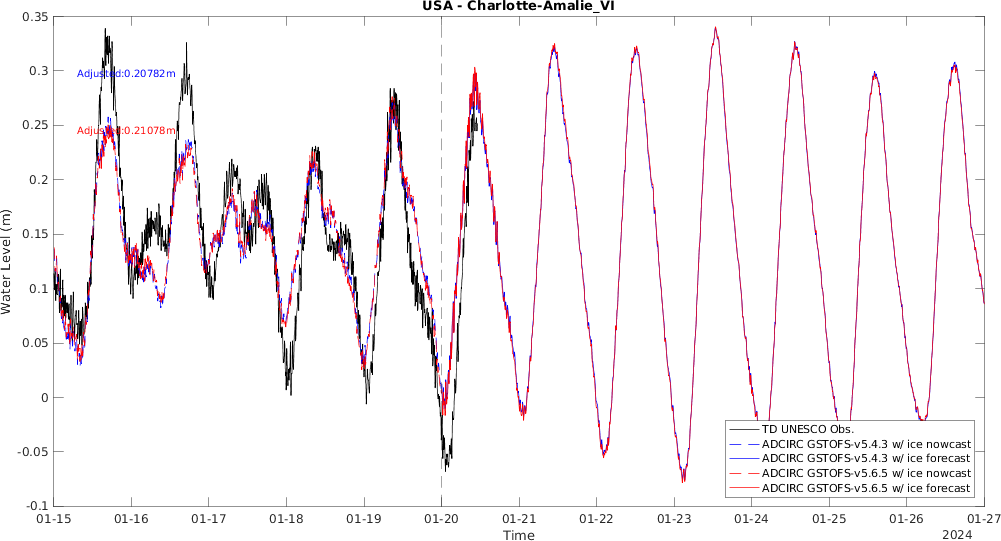 USA - Charlotte-Amalie_VI
0.35
0.3
0.25
0.2
0.15
0.1
0.05
0
-0.05
-0.1
Water Level (m)
Adjusted:0.20782m
Adjusted:0.21078m
TD UNESCO Obs.
ADCIRC GSTOFS-v5.4.3 w/ ice nowcast
ADCIRC GSTOFS-v5.4.3 w/ ice forecast
ADCIRC GSTOFS-v5.6.5 w/ ice nowcast
ADCIRC GSTOFS-v5.6.5 w/ ice forecast
01-15 01-16 01-17 01-18 01-19 01-20 01-21 01-22 01-23 01-24 01-25 01-26 01-27
Time
2024